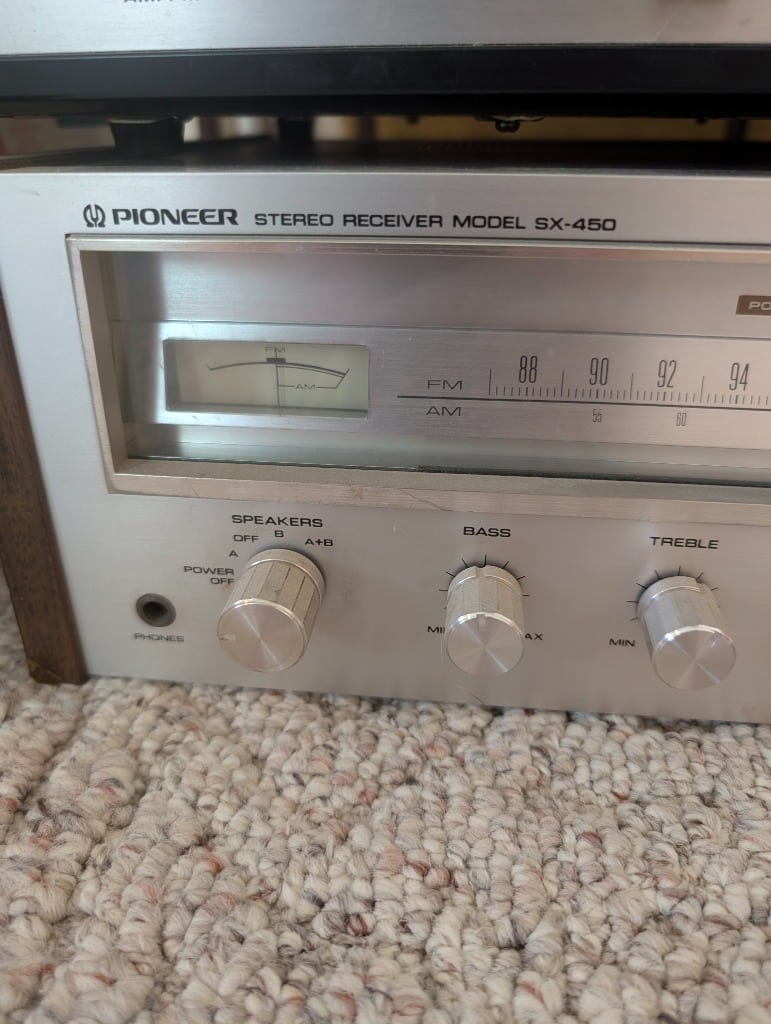 PIONEER STEREO RECEIVER MODEL SX-450
FM
AM
FM 88 90 92 94
AM 55 60
SPEAKERS
POWER OFF A OFF B A+B
PHONES
BASS
TREBLE
MIN